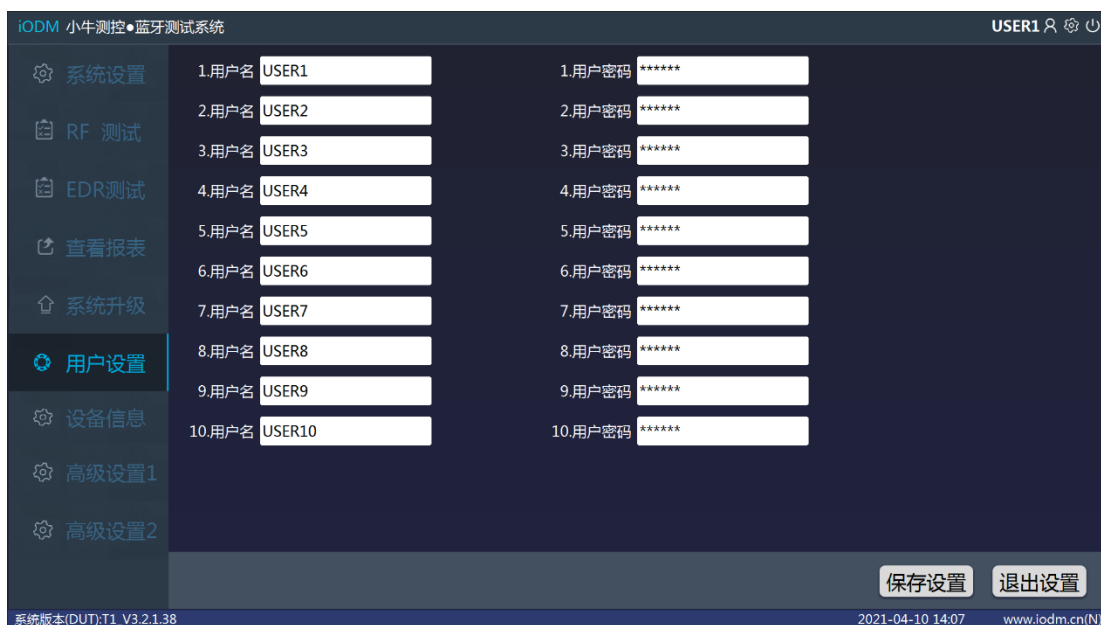 iODM 小牛测控●蓝牙测试系统 USER1
系统设置
RF 测试
EDR测试
查看报表
系统升级
用户设置
设备信息
高级设置1
高级设置2
1.用户名 USER1 1.用户密码 ******
2.用户名 USER2 2.用户密码 ******
3.用户名 USER3 3.用户密码 ******
4.用户名 USER4 4.用户密码 ******
5.用户名 USER5 5.用户密码 ******
6.用户名 USER6 6.用户密码 ******
7.用户名 USER7 7.用户密码 ******
8.用户名 USER8 8.用户密码 ******
9.用户名 USER9 9.用户密码 ******
10.用户名 USER10 10.用户密码 ******
保存设置 退出设置
系统版本(DUT):T1_V3.2.1.38 2021-04-10 14:07 www.iodm.cn(N)